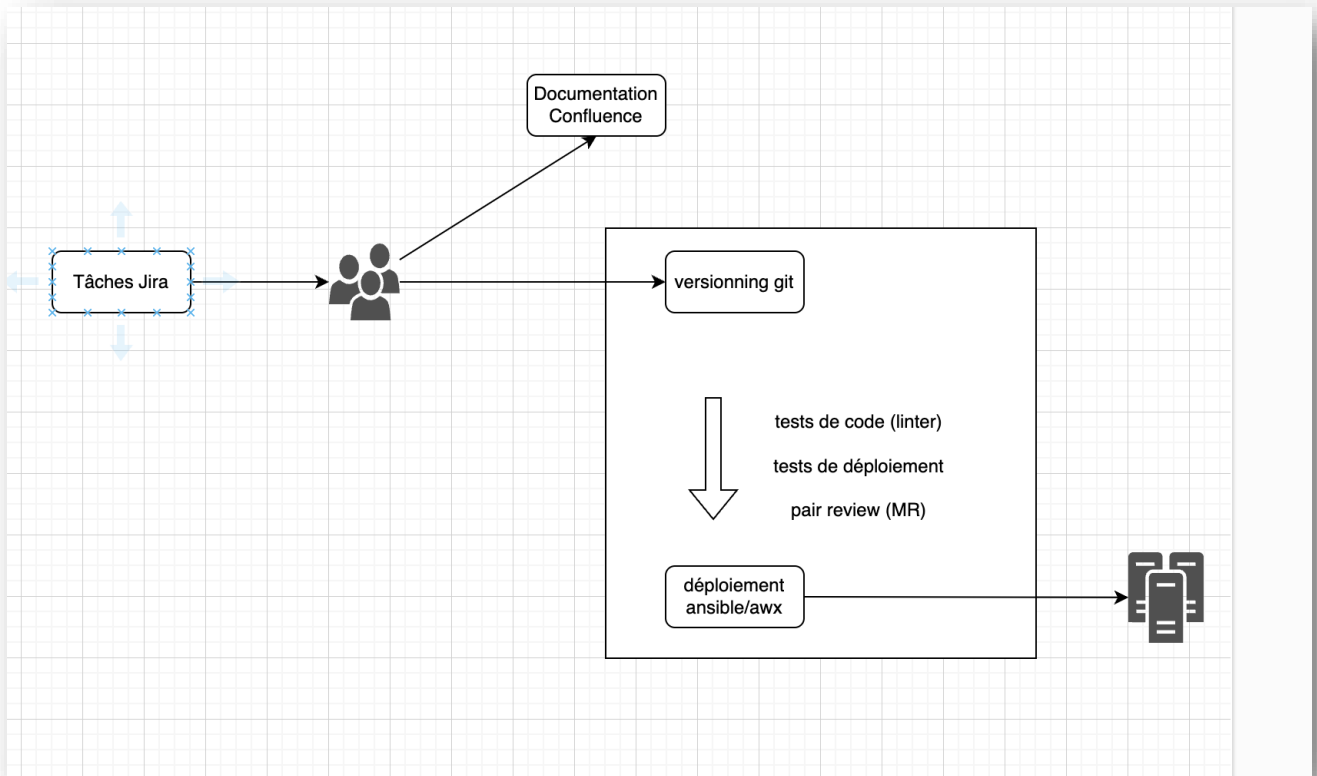 Documentation
Confluence
Tâches Jira
versionning git
tests de code (linter)
tests de déploiement
pair review (MR)
déploiement
ansible/awx